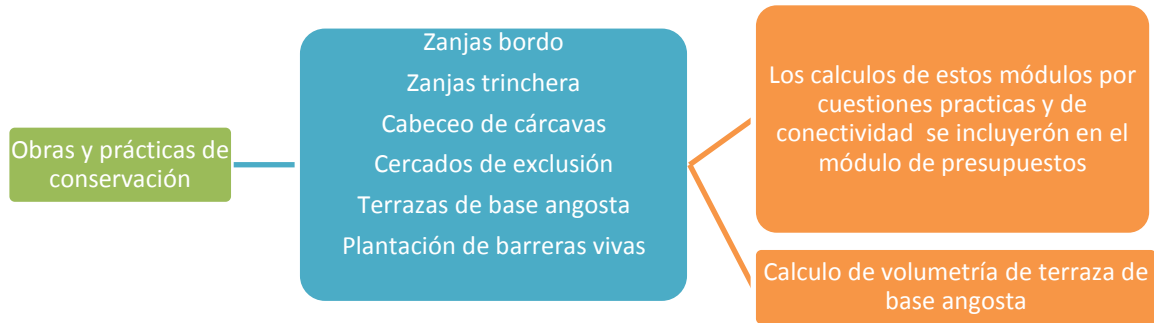 Obras y prácticas de
conservación
Zanjas bordo
Zanjas trinchera
Cabeceo de cárcavas
Cercados de exclusión
Terrazas de base angosta
Plantación de barreras vivas
Los calculos de estos módulos por
cuestiones practicas y de
conectividad se incluyerón en el
módulo de presupuestos
Calculo de volumetría de terraza de
base angosta